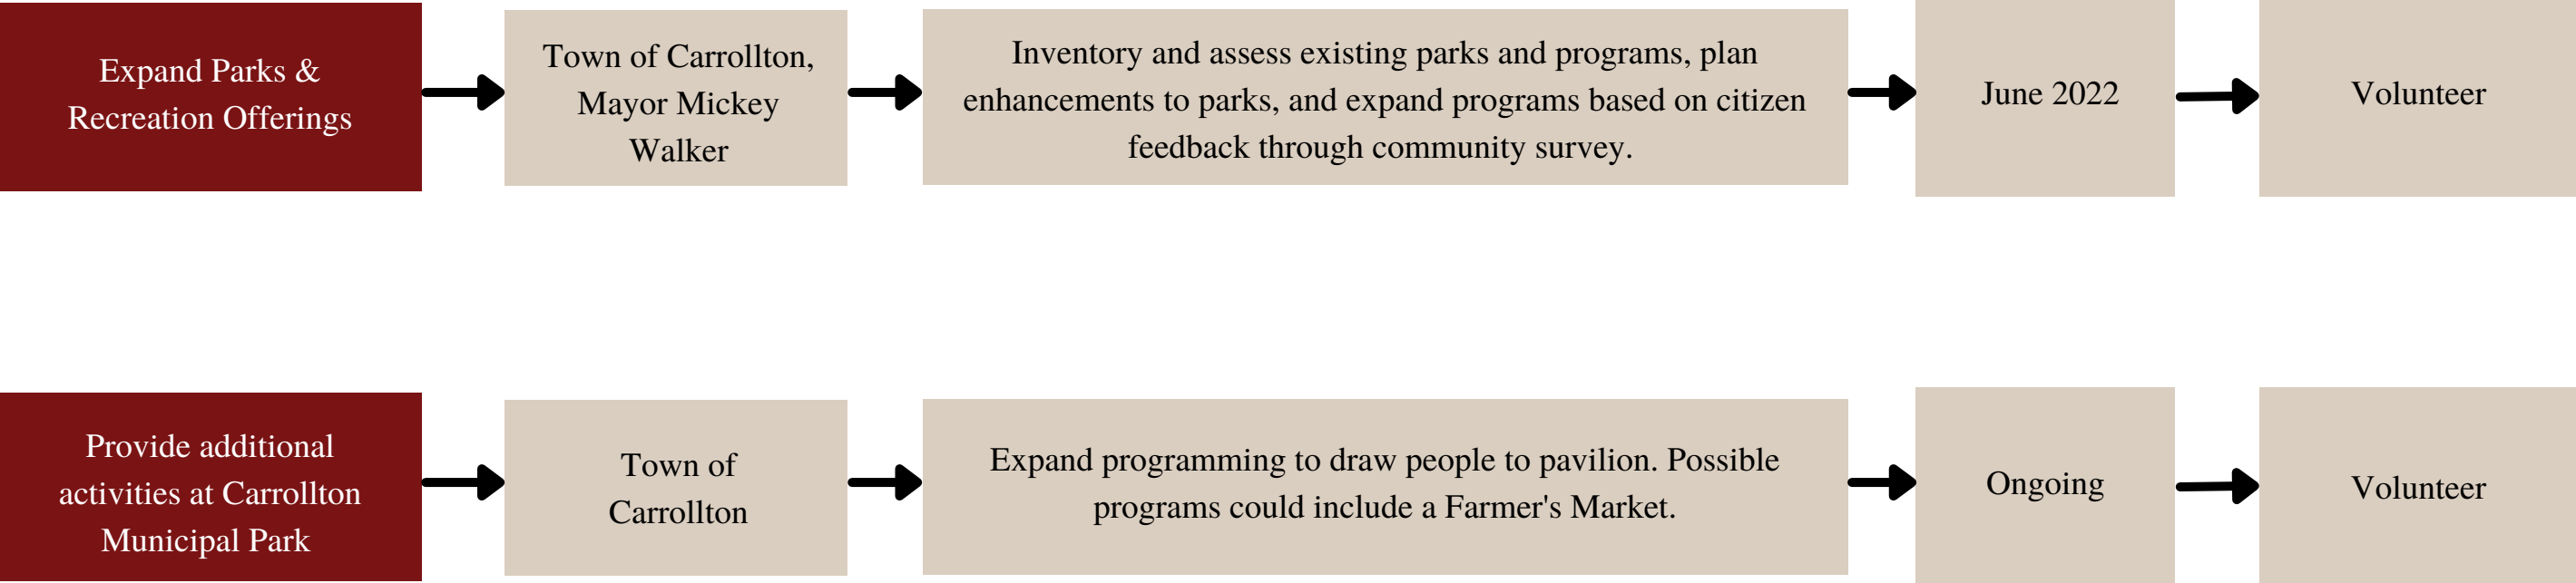 Expand Parks &
Recreation Offerings
Town of Carrollton,
Mayor Mickey
Walker
Inventory and assess existing parks and programs, plan
enhancements to parks, and expand programs based on citizen
feedback through community survey.
June 2022
Volunteer
Provide additional
activities at Carrollton
Municipal Park
Town of
Carrollton
Expand programming to draw people to pavilion. Possible
programs could include a Farmer's Market.
Ongoing
Volunteer